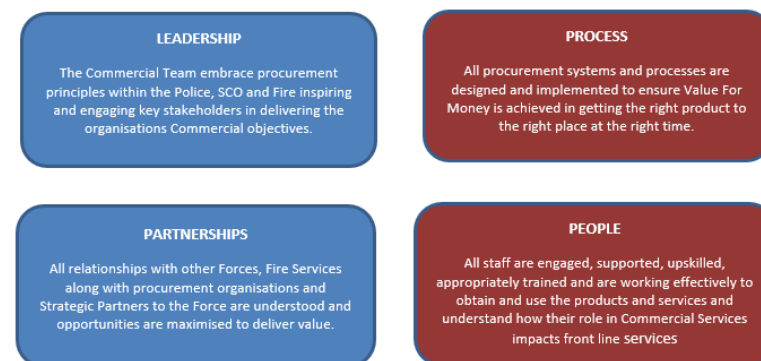 LEADERSHIP
The Commercial Team embrace procurement
principles within the Police, SCO and Fire inspiring
and engaging key stakeholders in delivering the
organisations Commercial objectives.
PROCESS
All procurement systems and processes are
designed and implemented to ensure Value For
Money is achieved in getting the right product to
the right place at the right time.
PARTNERSHIPS
All relationships with other Forces, Fire Services
along with procurement organisations and
Strategic Partners to the Force are understood and
opportunities are maximised to deliver value.
PEOPLE
All staff are engaged, supported, upskilled,
appropriately trained and are working effectively to
obtain and use the products and services and
understand how their role in Commercial Services
impacts front line services